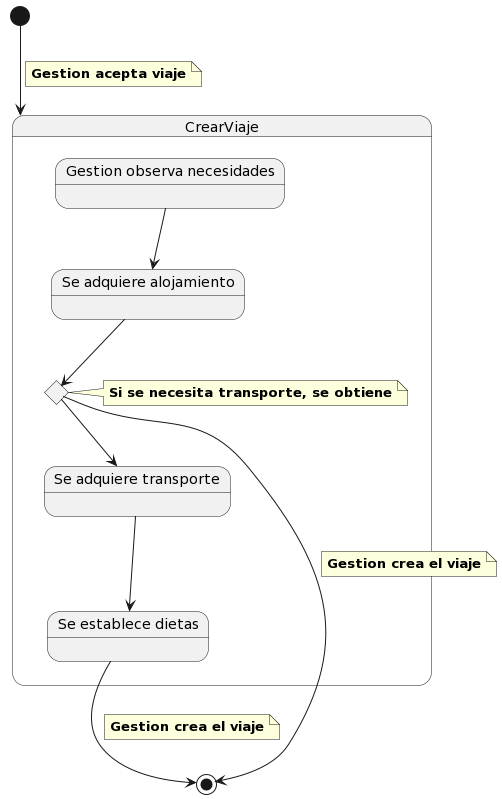 Gestion acepta viaje
CrearViaje
Gestion observa necesidades
Se adquiere alojamiento
Si se necesita transporte, se obtiene
Se adquiere transporte
Gestion crea el viaje
Se establece dietas
Gestion crea el viaje